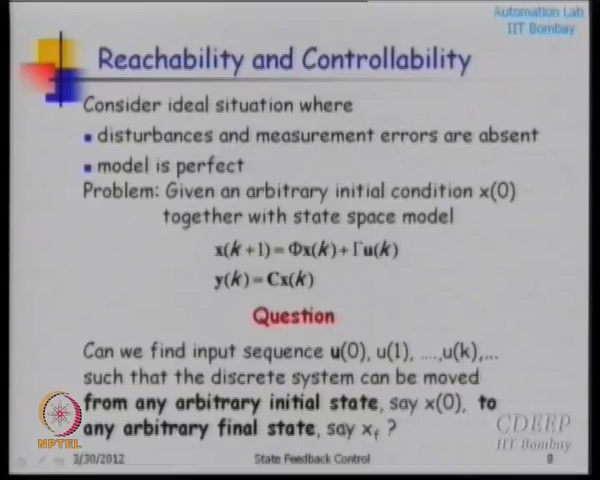 Automation Lab
IIT Bombay
Reachability and Controllability
Consider ideal situation where
disturbances and measurement errors are absent
model is perfect
Problem: Given an arbitrary initial condition x(0)
together with state space model
x(k+1) = Φx(k) + Γu(k)
y(k) = Cx(k)
Question
Can we find input sequence u(0), u(1), ....,u(k),...
such that the discrete system can be moved
from any arbitrary initial state, say x(0), to
any arbitrary final state, say xf ?
NPTEL
CDEEP
IIT Bombay
3/30/2012
State Feedback Control
8